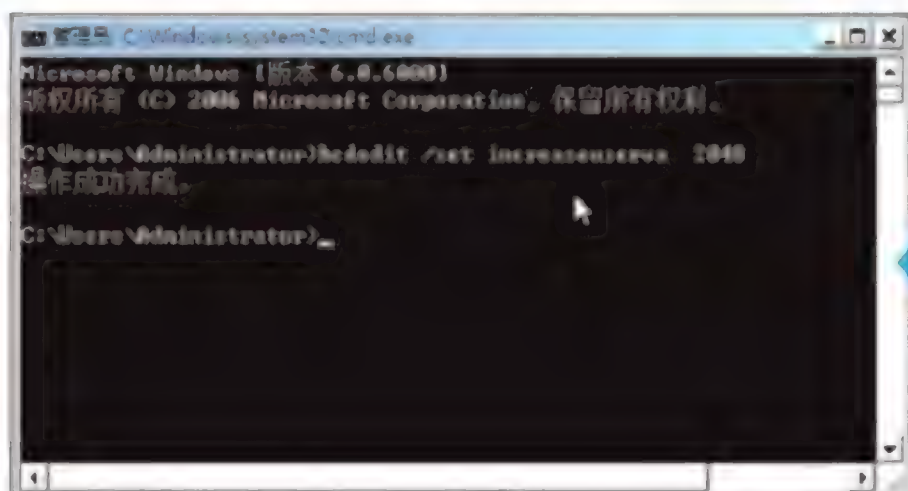 管理员 C:\Windows\system32\cmd.exe
Microsoft Windows [版本 6.0.6000]
版权所有 (C) 2006 Microsoft Corporation。保留所有权利。
C:\Users\Administrator>bcdedit /set increaseuserva 2048
操作成功完成。
C:\Users\Administrator>_